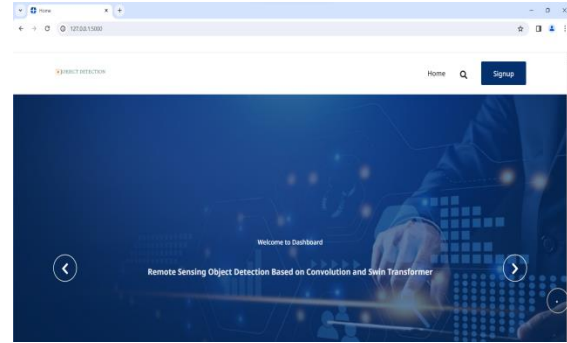 Home
127.0.0.1:5000
OBJECT DETECTION
Home
Signup
Welcome to Dashboard
Remote Sensing Object Detection Based on Convolution and Swin Transformer